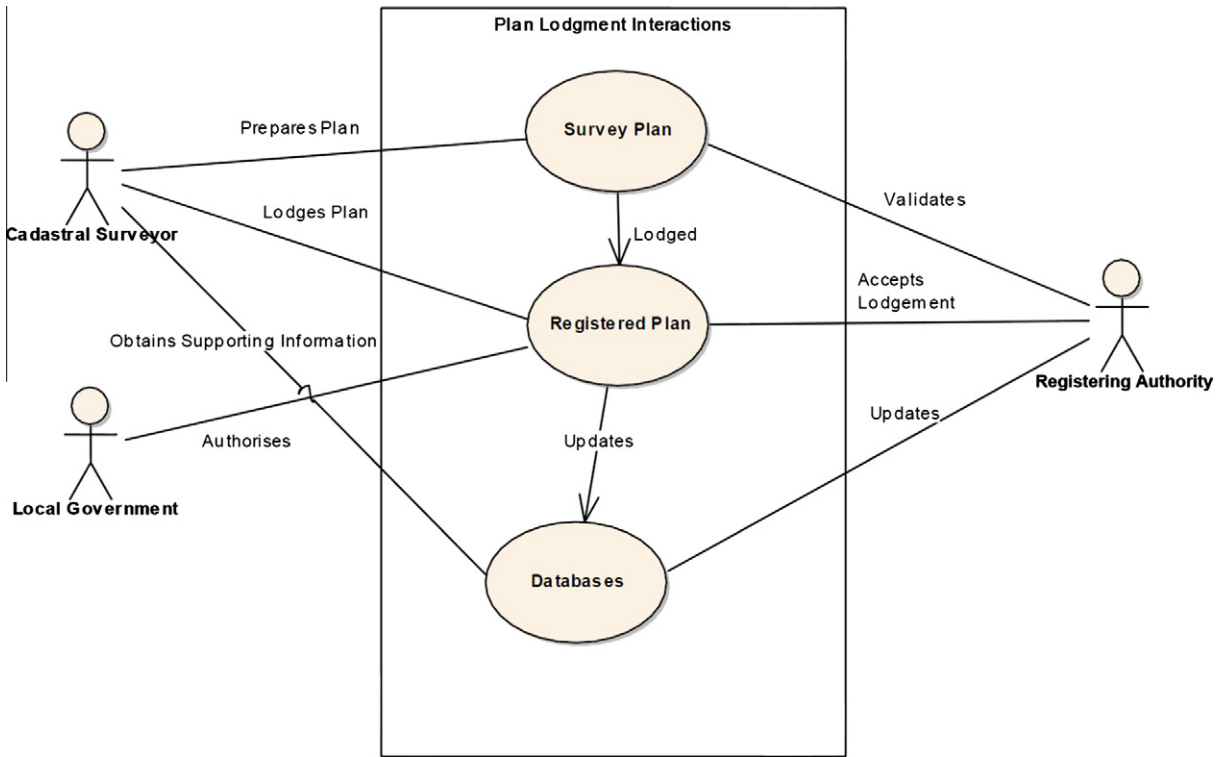 Plan Lodgment Interactions
Survey Plan
Prepares Plan
Cadastral Surveyor
Lodges Plan
Validates
Lodged
Accepts
Lodgement
Registered Plan
Registering Authority
Obtains Supporting Information
Authorises
Updates
Updates
Local Government
Databases